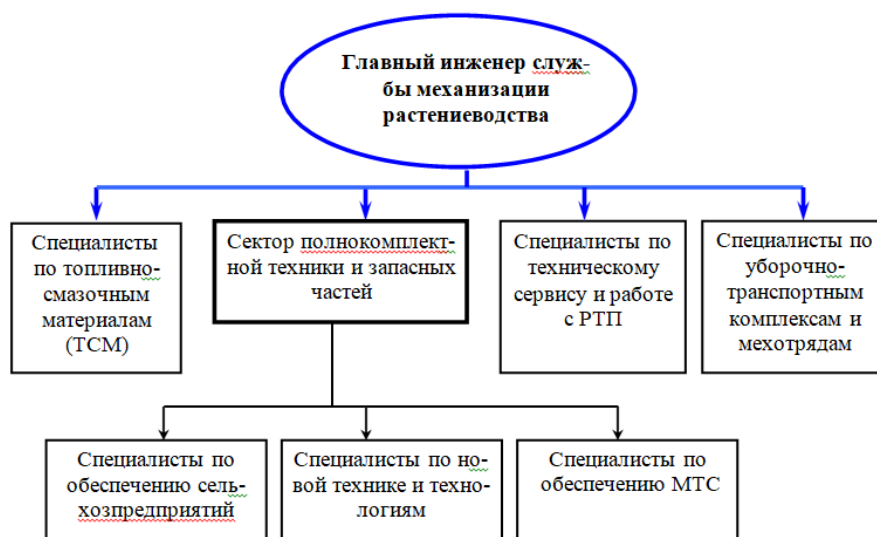 Главный инженер служ-
бы механизации
растениеводства
Специалисты
по топливно-
смазочным
материалам
(ТСМ)
Сектор полнокомплект-
ной техники и запасных
частей
Специалисты по
техническому
сервису и работе
с РТП
Специалисты по
уборочно-
транспортным
комплексам и
мехотрядам
Специалисты по
обеспечению сель-
хозпредприятий
Специалисты по но-
вой технике и техно-
логиям
Специалисты по
обеспечению МТС